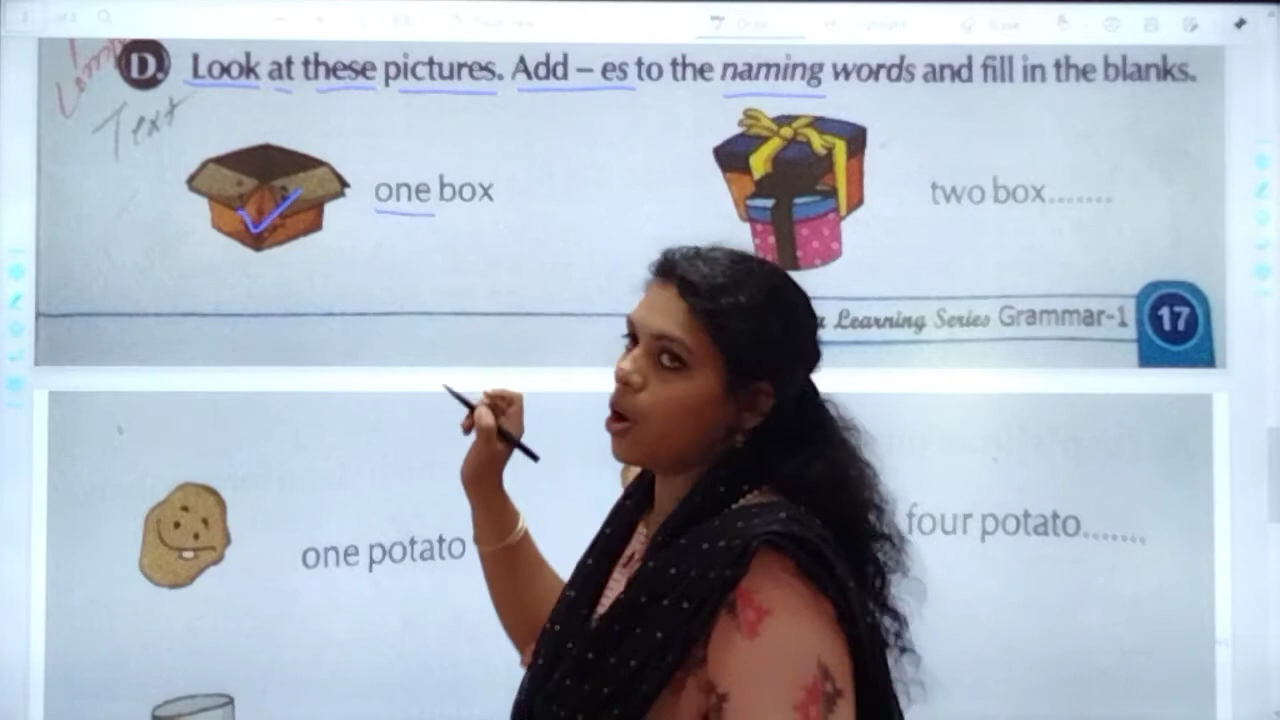 D. Look at these pictures. Add – es to the naming words and fill in the blanks.
Text
one box
two box.......
Learning Series Grammar-1 17
one potato
four potato.......